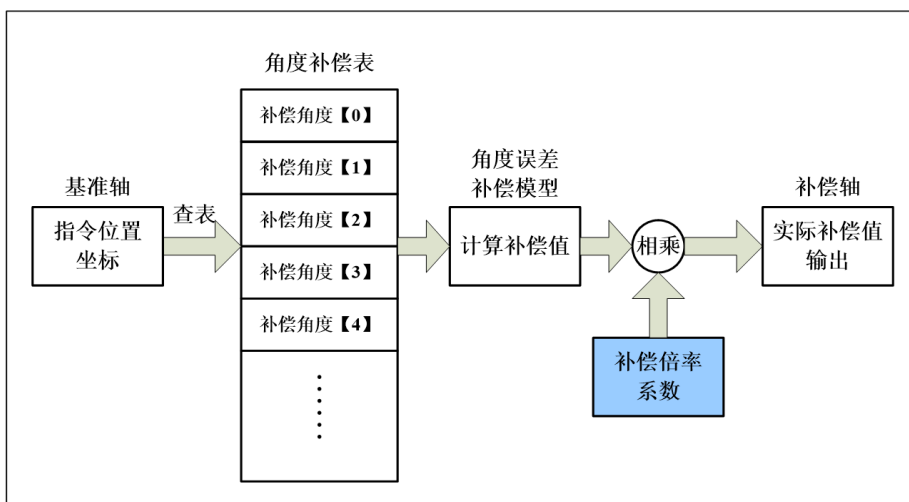 角度补偿表
补偿角度【0】
补偿角度【1】
补偿角度【2】
补偿角度【3】
补偿角度【4】
基准轴
指令位置
坐标
查表
角度误差
补偿模型
计算补偿值
相乘
补偿倍率
系数
补偿轴
实际补偿值
输出